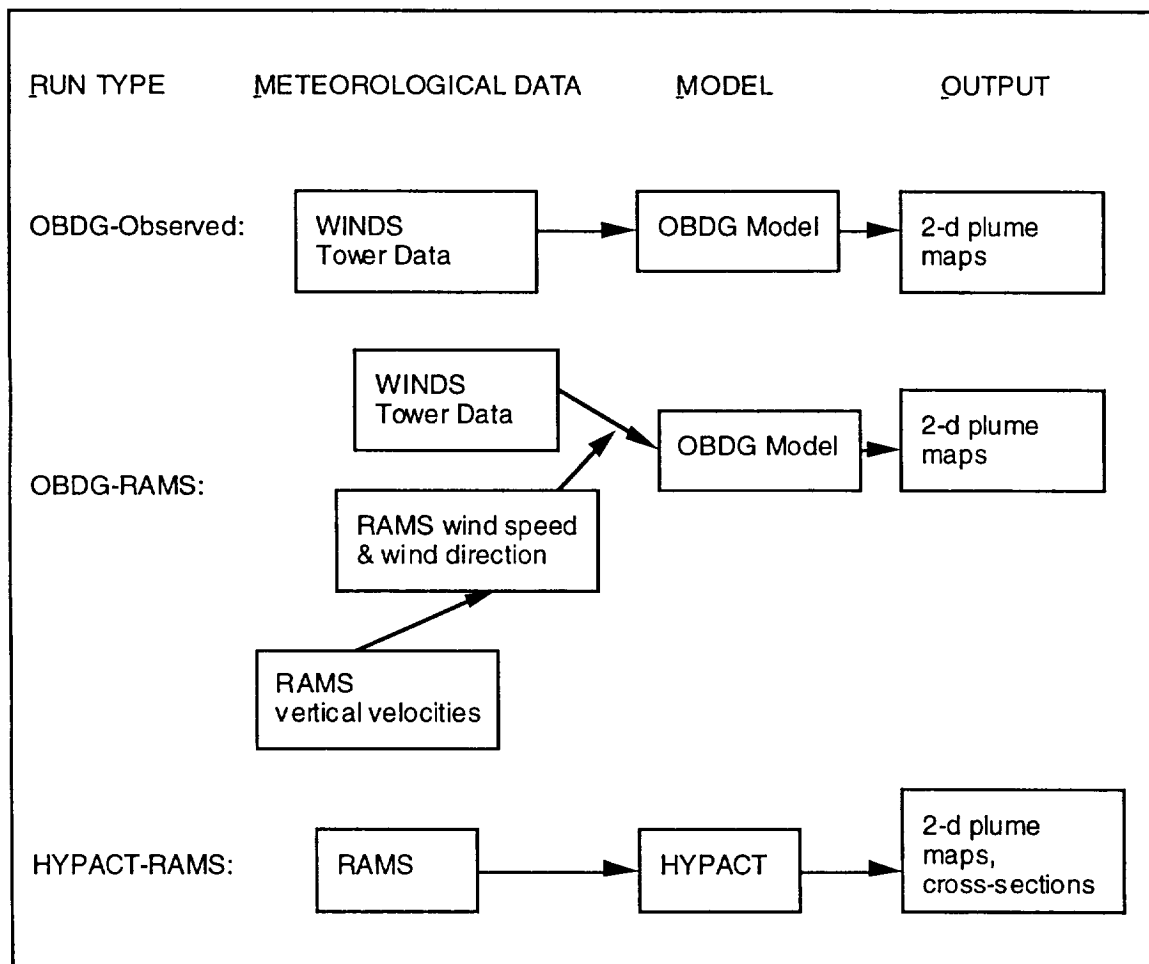 RUN TYPE METEOROLOGICAL DATA MODEL OUTPUT
OBDG-Observed:
WINDS
Tower Data
OBDG Model
2-d plume
maps
OBDG-RAMS:
WINDS
Tower Data
RAMS wind speed
& wind direction
RAMS
vertical velocities
OBDG Model
2-d plume
maps
HYPACT-RAMS:
RAMS
HYPACT
2-d plume
maps,
cross-sections